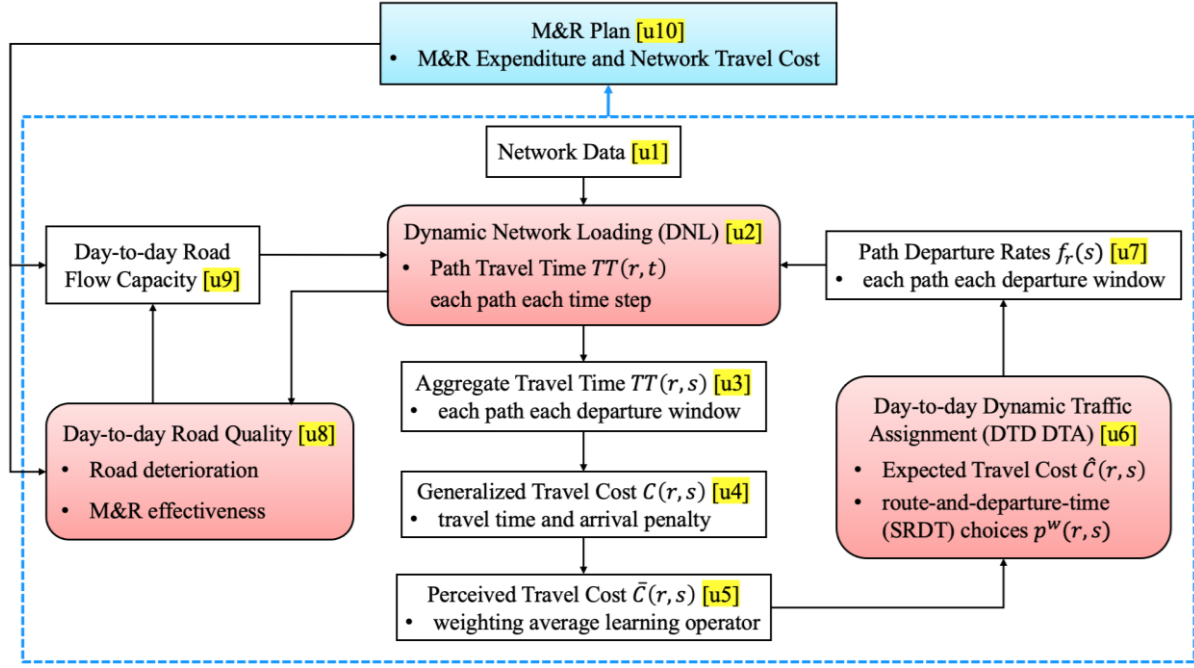 M&R Plan [u10]
• M&R Expenditure and Network Travel Cost
Network Data [u1]
Dynamic Network Loading (DNL) [u2]
• Path Travel Time TT(r, t)
each path each time step
Day-to-day Road
Flow Capacity [u9]
Path Departure Rates f_r(s) [u7]
• each path each departure window
Aggregate Travel Time TT(r, s) [u3]
• each path each departure window
Day-to-day Road Quality [u8]
• Road deterioration
• M&R effectiveness
Day-to-day Dynamic Traffic
Assignment (DTD DTA) [u6]
• Expected Travel Cost Ĉ(r, s)
• route-and-departure-time
(SRDT) choices p^w(r, s)
Generalized Travel Cost C(r, s) [u4]
• travel time and arrival penalty
Perceived Travel Cost C̄(r, s) [u5]
• weighting average learning operator